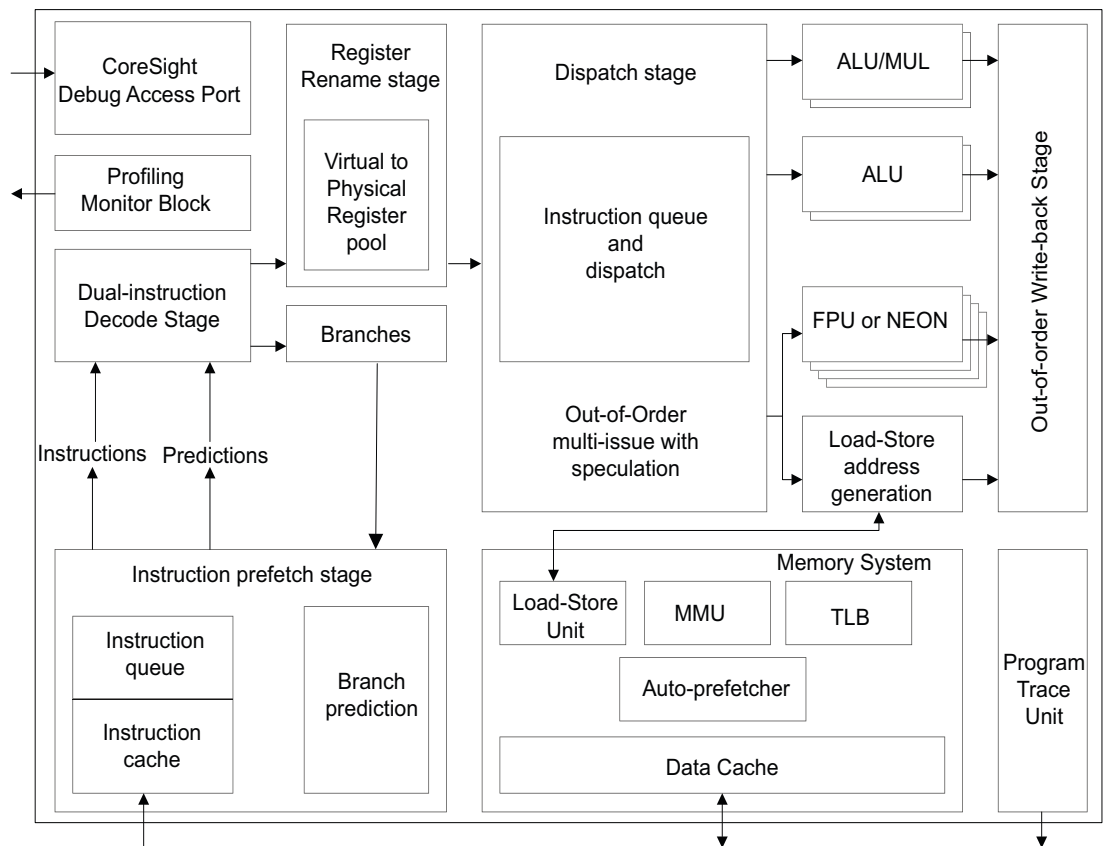 CoreSight
Debug Access Port
Profiling
Monitor Block
Dual-instruction
Decode Stage
Register
Rename stage
Virtual to
Physical
Register
pool
Branches
Dispatch stage
Instruction queue
and
dispatch
Out-of-Order
multi-issue with
speculation
ALU/MUL
ALU
FPU or NEON
Load-Store
address
generation
Out-of-order Write-back Stage
Instructions
Predictions
Instruction prefetch stage
Instruction
queue
Instruction
cache
Branch
prediction
Memory System
Load-Store
Unit
MMU
TLB
Auto-prefetcher
Data Cache
Program
Trace
Unit